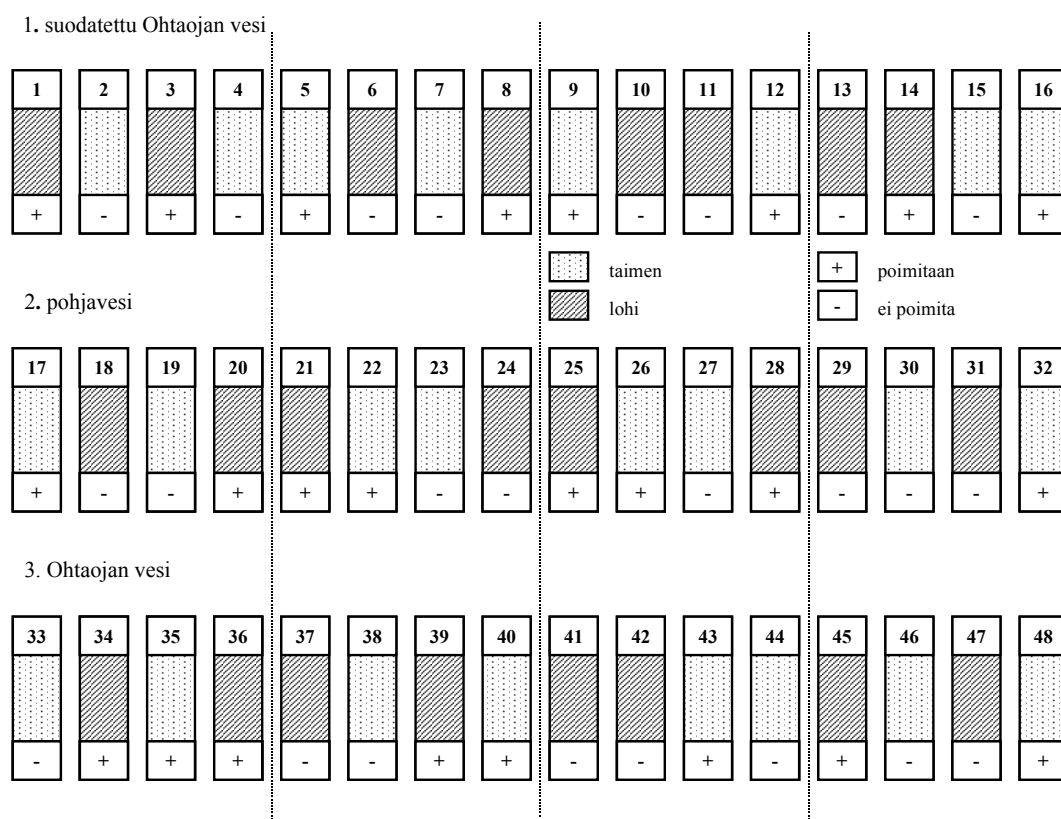 1. suodatettu Ohtaojan vesi
1 2 3 4 5 6 7 8 9 10 11 12 13 14 15 16
+ - + - + - - + + - - + - + - +
taimen + poimitaan
lohi - ei poimita
2. pohjavesi
17 18 19 20 21 22 23 24 25 26 27 28 29 30 31 32
+ - - + + + - - + + - + - - - +
3. Ohtaojan vesi
33 34 35 36 37 38 39 40 41 42 43 44 45 46 47 48
- + + + - - + + - - + - + - - +